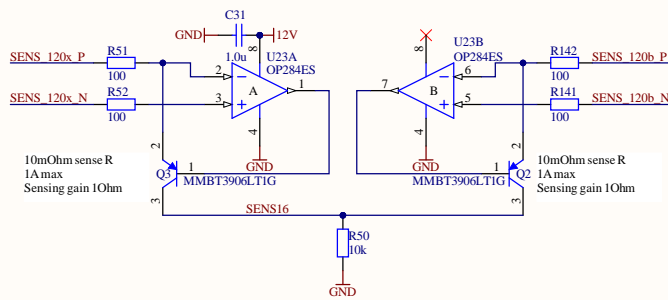 C31
GND
12V
1.0u
8
U23A
OP284ES
SENS_120x_P
R51
100
2
A
1
SENS_120x_N
R52
100
3
4
GND
2
10mOhm sense R
1A max
Sensing gain 1Ohm
Q3
1
MMBT3906LT1G
3
8
U23B
OP284ES
R142
SENS_120b_P
100
6
7
B
5
R141
SENS_120b_N
100
4
GND
2
10mOhm sense R
1A max
Sensing gain 1Ohm
1
Q2
MMBT3906LT1G
3
SENS16
R50
10k
GND